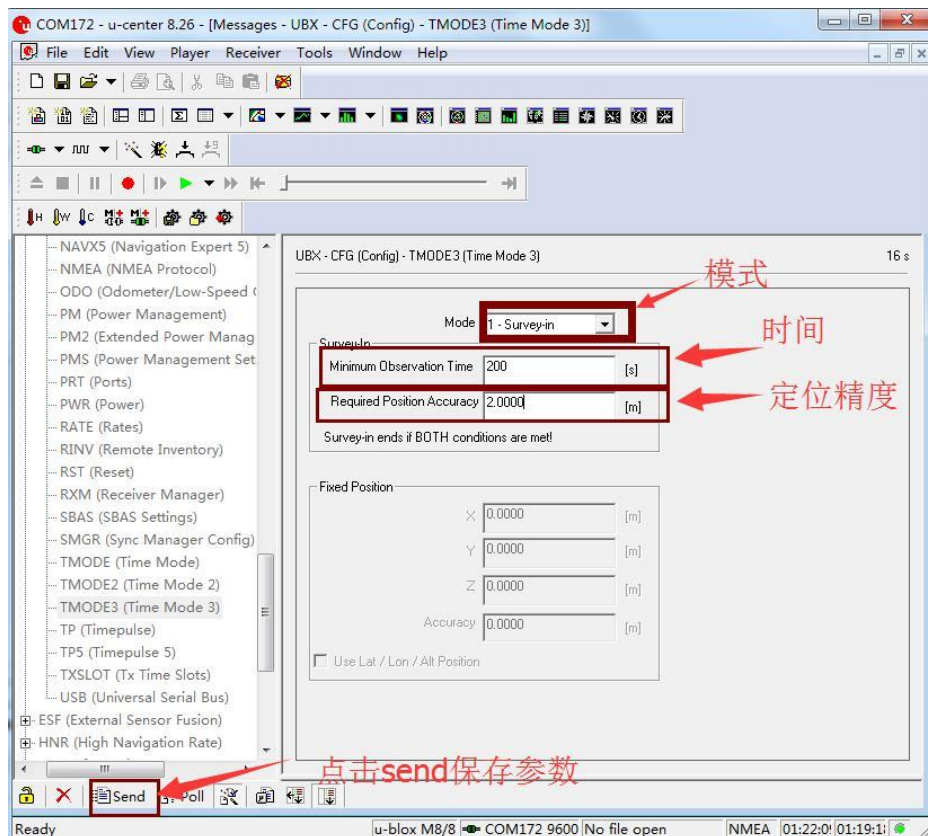 COM172 - u-center 8.26 - [Messages - UBX - CFG (Config) - TMODE3 (Time Mode 3)]
File Edit View Player Receiver Tools Window Help
NAVX5 (Navigation Expert 5)
NMEA (NMEA Protocol)
ODO (Odometer/Low-Speed
PM (Power Management)
PM2 (Extended Power Manag
PMS (Power Management Set
PRT (Ports)
PWR (Power)
RATE (Rates)
RINV (Remote Inventory)
RST (Reset)
RXM (Receiver Manager)
SBAS (SBAS Settings)
SMGR (Sync Manager Config)
TMODE (Time Mode)
TMODE2 (Time Mode 2)
TMODE3 (Time Mode 3)
TP (Timepulse)
TP5 (Timepulse 5)
TXSLOT (Tx Time Slots)
USB (Universal Serial Bus)
ESF (External Sensor Fusion)
HNR (High Navigation Rate)
UBX - CFG (Config) - TMODE3 (Time Mode 3) 16 s
模式
Mode 1 - Survey-in
Survey-In
时间
Minimum Observation Time 200 [s]
Required Position Accuracy 2.0000 [m]
定位精度
Survey-in ends if BOTH conditions are met!
Fixed Position
X 0.0000 [m]
Y 0.0000 [m]
Z 0.0000 [m]
Accuracy 0.0000 [m]
Use Lat / Lon / Alt Position
点击send保存参数
Send Poll
Ready u-blox M8/8 COM172 9600 No file open NMEA 01:22:0 01:19:1